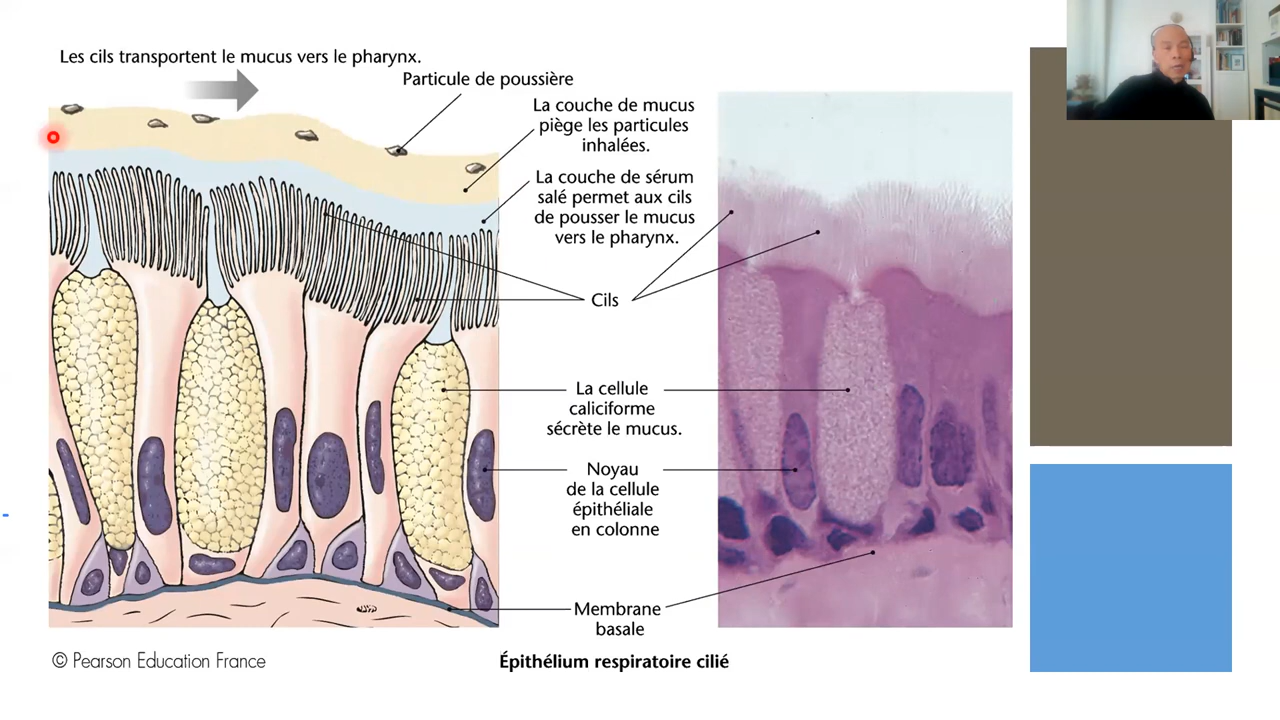 Les cils transportent le mucus vers le pharynx.
Particule de poussière
La couche de mucus
piège les particules
inhalées.
La couche de sérum
salé permet aux cils
de pousser le mucus
vers le pharynx.
Cils
La cellule
caliciforme
sécrète le mucus.
Noyau
de la cellule
épithéliale
en colonne
Membrane
basale
© Pearson Education France
Épithélium respiratoire cilié